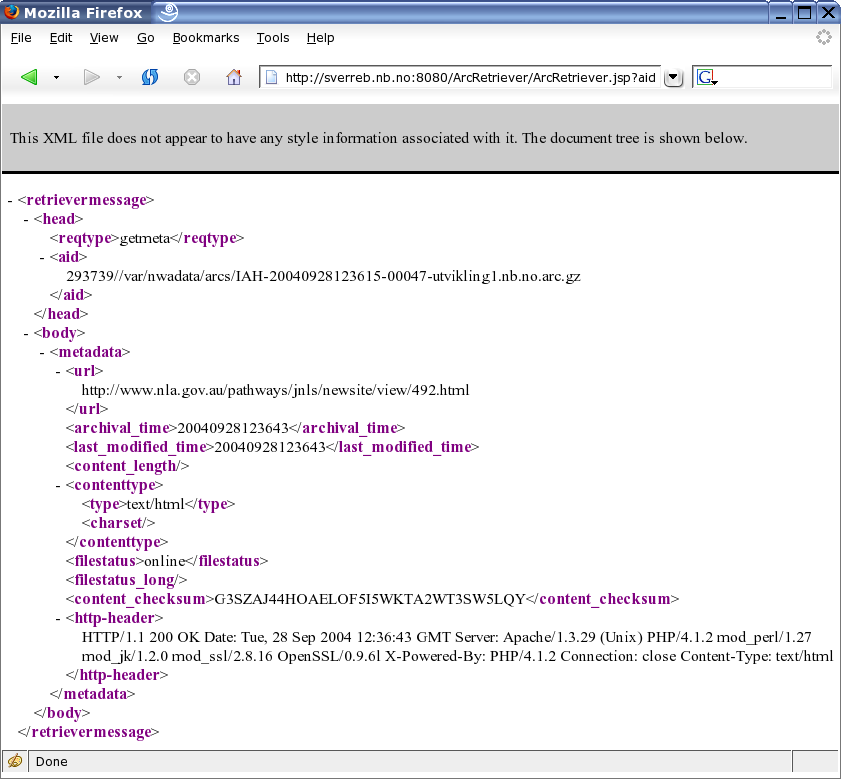 Mozilla Firefox
File Edit View Go Bookmarks Tools Help
http://sverreb.nb.no:8080/ArcRetriever/ArcRetriever.jsp?aid G
This XML file does not appear to have any style information associated with it. The document tree is shown below.
- <retrievermessage>
- <head>
<reqtype>getmeta</reqtype>
- <aid>
293739//var/nwadata/arcs/IAH-20040928123615-00047-utvikling1.nb.no.arc.gz
</aid>
</head>
- <body>
- <metadata>
- <url>
http://www.nla.gov.au/pathways/jnls/newsite/view/492.html
</url>
<archival_time>20040928123643</archival_time>
<last_modified_time>20040928123643</last_modified_time>
<content_length/>
- <contenttype>
<type>text/html</type>
<charset/>
</contenttype>
<filestatus>online</filestatus>
<filestatus_long/>
<content_checksum>G3SZAJ44HOAELOF5I5WKTA2WT3SW5LQY</content_checksum>
- <http-header>
HTTP/1.1 200 OK Date: Tue, 28 Sep 2004 12:36:43 GMT Server: Apache/1.3.29 (Unix) PHP/4.1.2 mod_perl/1.27
mod_jk/1.2.0 mod_ssl/2.8.16 OpenSSL/0.9.6l X-Powered-By: PHP/4.1.2 Connection: close Content-Type: text/html
</http-header>
</metadata>
</body>
</retrievermessage>
Done